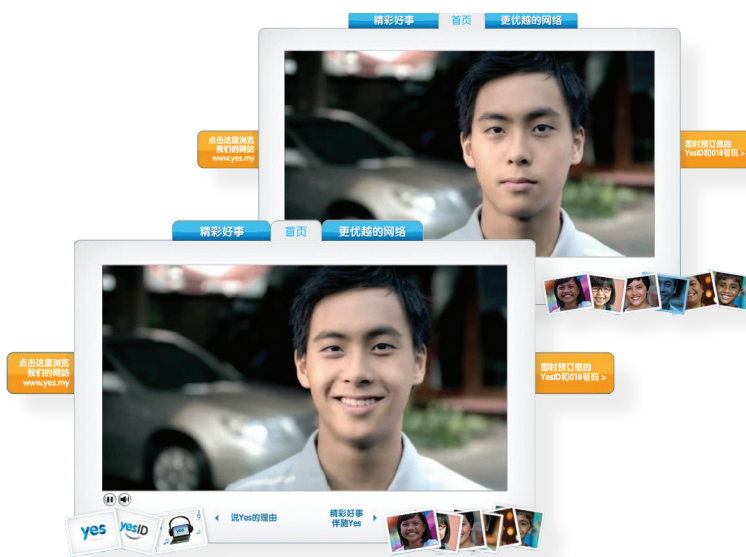 精彩好事
首页
更优越的网络
点击这里浏览
我们的网站
www.yes.my
即时预订您的
YesID和018号码 >
精彩好事
首页
更优越的网络
点击这里浏览
我们的网站
www.yes.my
即时预订您的
YesID和018号码 >
yes
yesID
yes
说Yes的理由
精彩好事
伴随Yes